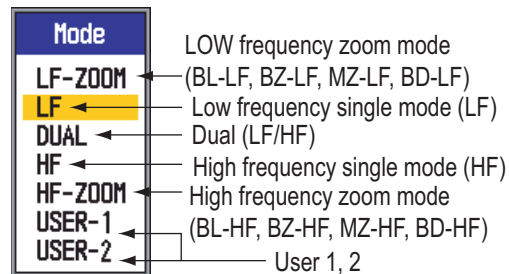 Mode
LF-ZOOM
LF
DUAL
HF
HF-ZOOM
USER-1
USER-2
LOW frequency zoom mode
(BL-LF, BZ-LF, MZ-LF, BD-LF)
Low frequency single mode (LF)
Dual (LF/HF)
High frequency single mode (HF)
High frequency zoom mode
(BL-HF, BZ-HF, MZ-HF, BD-HF)
User 1, 2